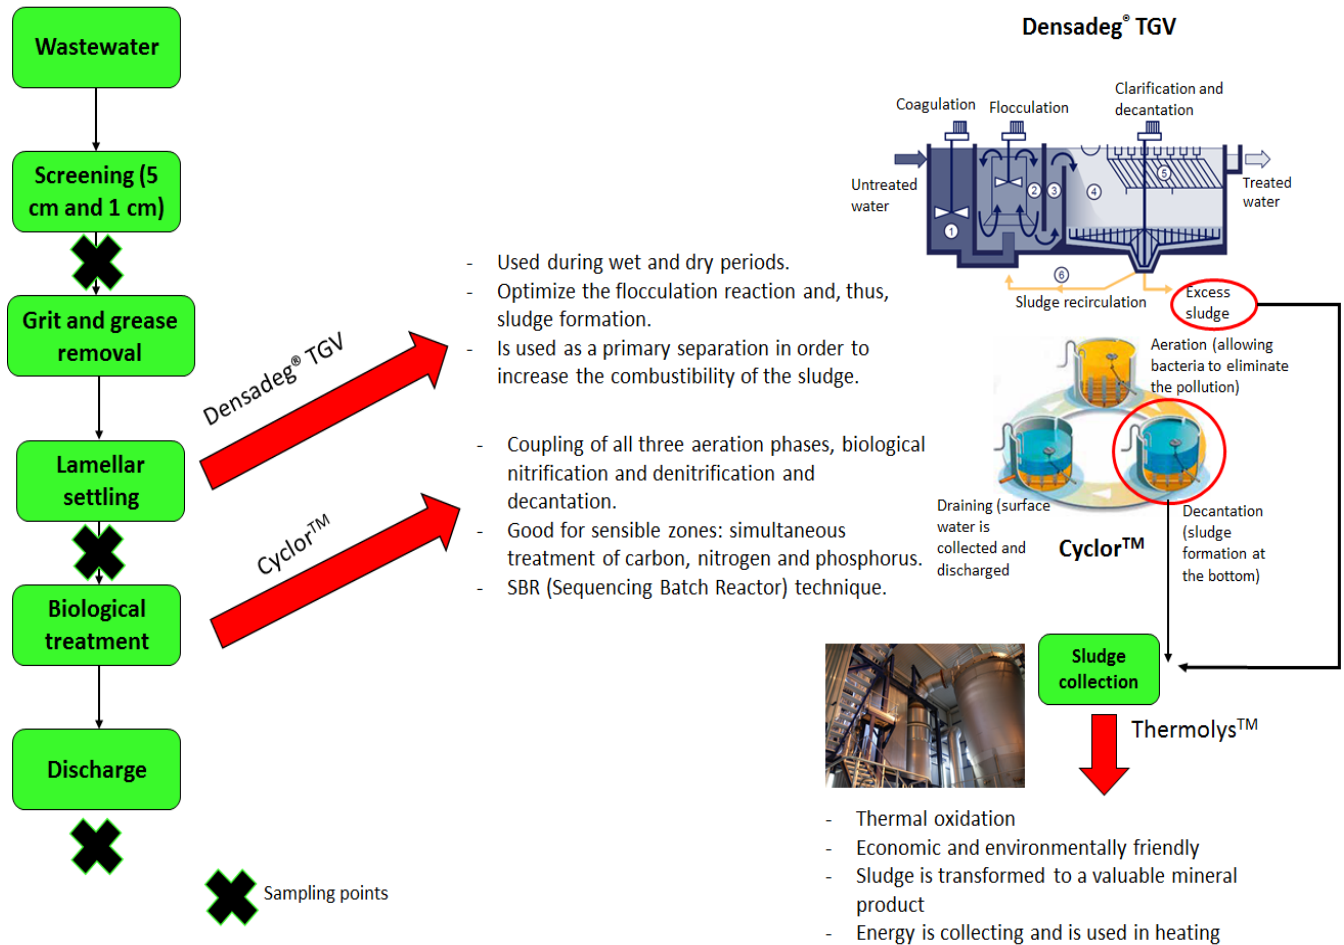 Wastewater
Screening (5
cm and 1 cm)
Grit and grease
removal
Lamellar
settling
Biological
treatment
Discharge
Sampling points
Densadeg® TGV
Cyclor™
- Used during wet and dry periods.
- Optimize the flocculation reaction and, thus,
sludge formation.
- Is used as a primary separation in order to
increase the combustibility of the sludge.
- Coupling of all three aeration phases, biological
nitrification and denitrification and
decantation.
- Good for sensible zones: simultaneous
treatment of carbon, nitrogen and phosphorus.
- SBR (Sequencing Batch Reactor) technique.
Densadeg® TGV
Coagulation
Flocculation
Clarification and
decantation
Untreated
water
1
2
3
4
5
Treated
water
6
Sludge recirculation
Excess
sludge
Aeration (allowing
bacteria to eliminate
the pollution)
Draining (surface
water is
collected and
discharged
Cyclor™
Decantation
(sludge
formation at
the bottom)
Sludge
collection
Thermolys™
- Thermal oxidation
- Economic and environmentally friendly
- Sludge is transformed to a valuable mineral
product
- Energy is collecting and is used in heating